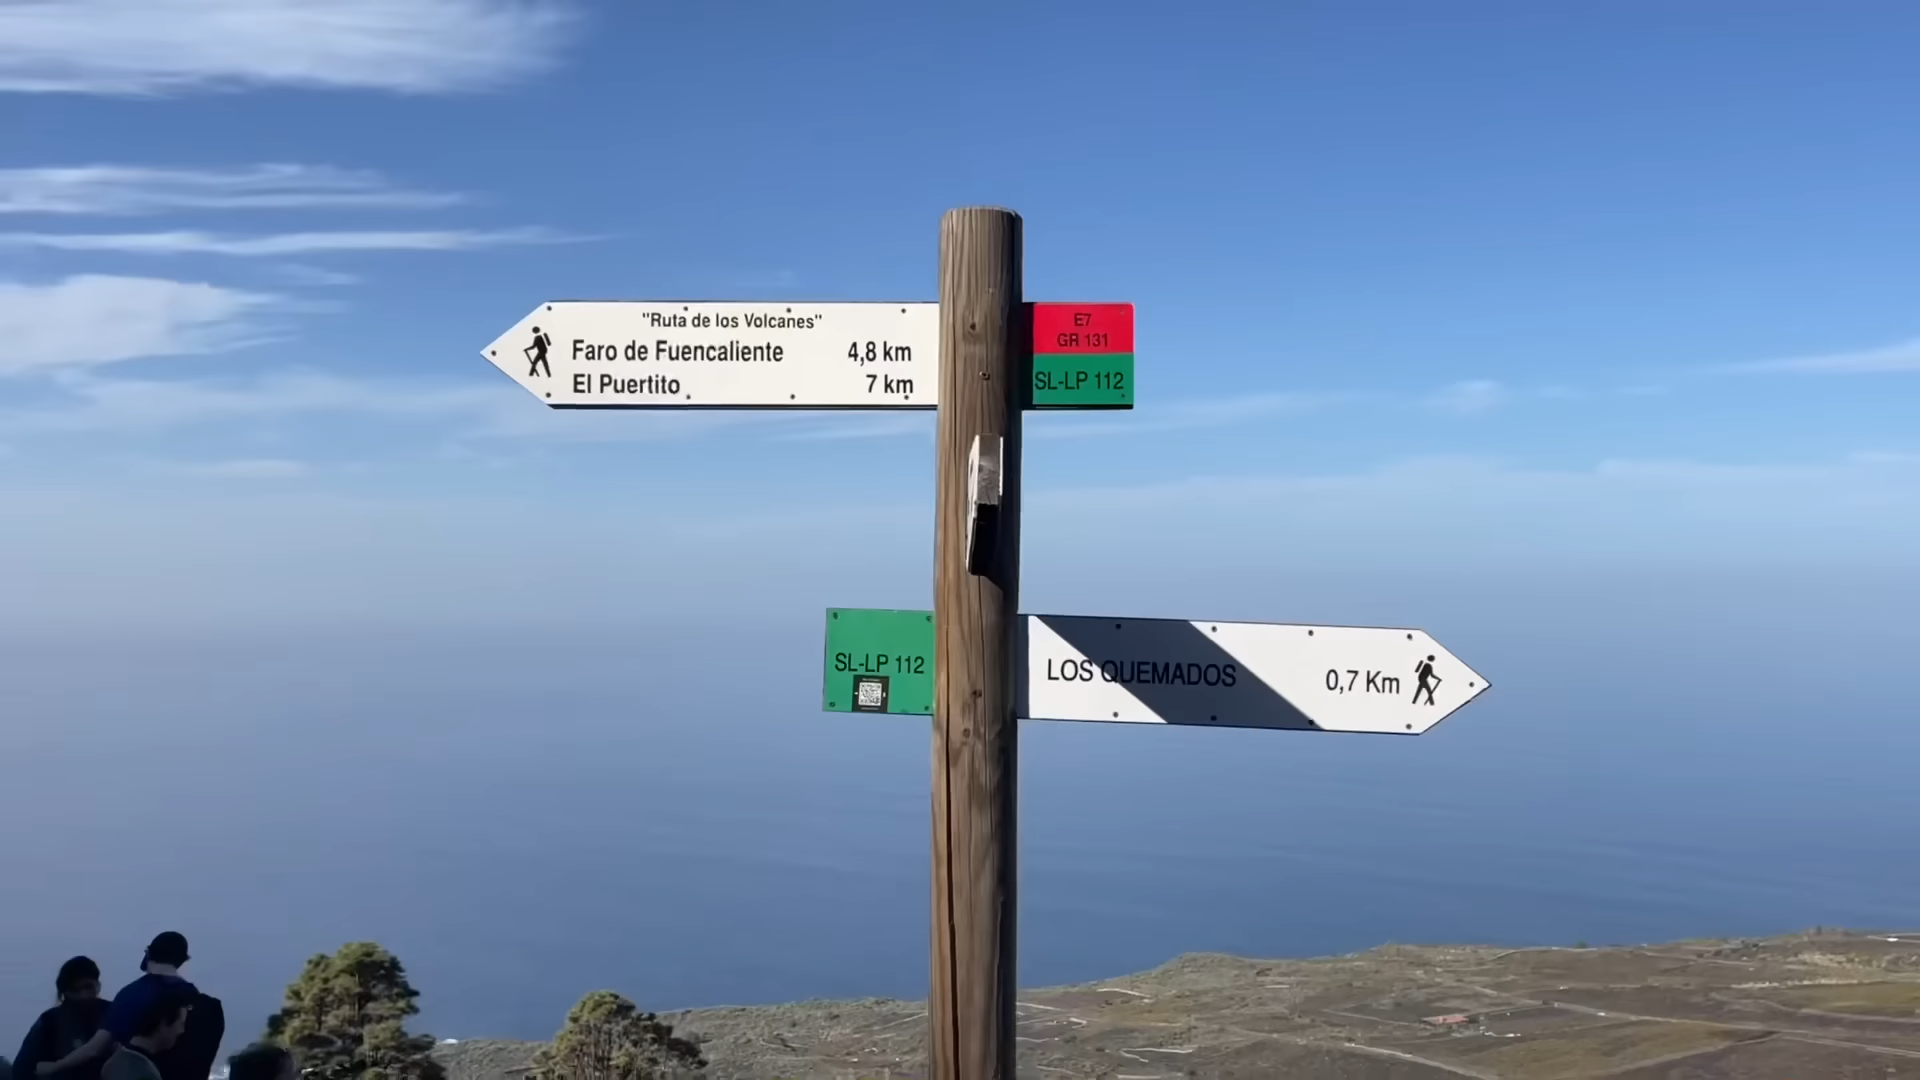 "Ruta de los Volcanes"
Faro de Fuencaliente 4,8 km
El Puertito 7 km
E7
GR 131
SL-LP 112
SL-LP 112
LOS QUEMADOS 0,7 Km